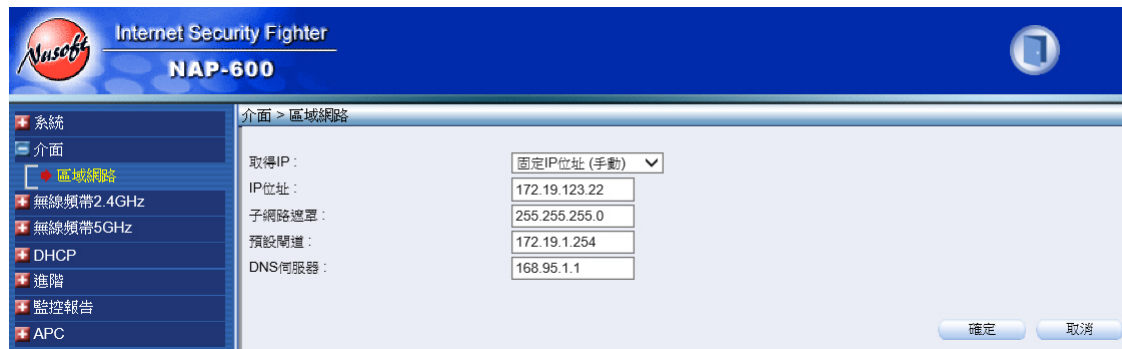 Nusoft
Internet Security Fighter
NAP-600
系統
介面
區域網路
無線頻帶2.4GHz
無線頻帶5GHz
DHCP
進階
監控報告
APC
介面 > 區域網路
取得IP : 固定IP位址 (手動)
IP位址 : 172.19.123.22
子網路遮罩 : 255.255.255.0
預設閘道 : 172.19.1.254
DNS伺服器 : 168.95.1.1
確定 取消